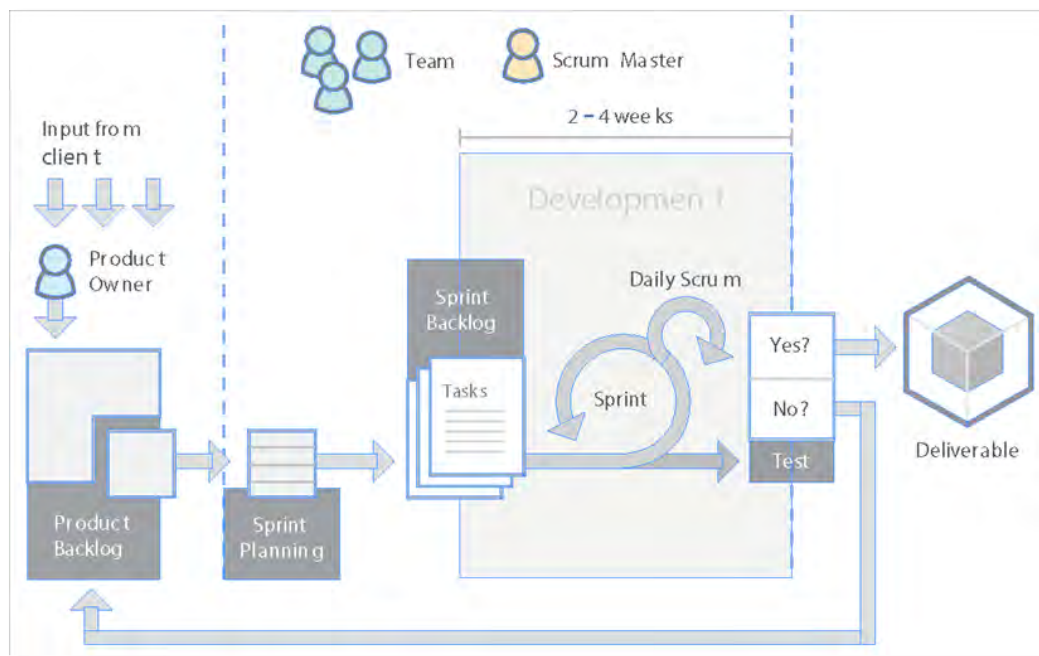 Team
Scrum Master
2 – 4 weeks
Input from
client
Development
Product
Owner
Daily Scrum
Sprint
Backlog
Yes?
Tasks
Sprint
No?
Deliverable
Test
Product
Backlog
Sprint
Planning